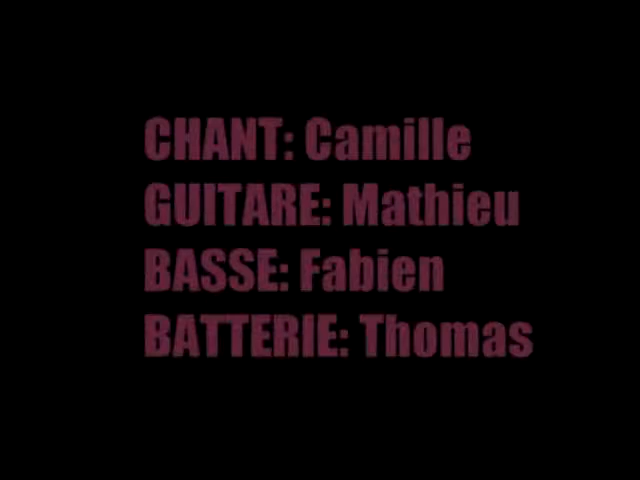 CHANT: Camille
GUITARE: Mathieu
BASSE: Fabien
BATTERIE: Thomas